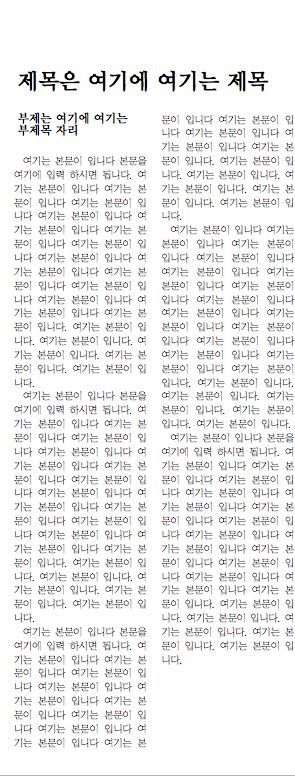 제목은 여기에 여기는 제목
부제는 여기에 여기는
부제목 자리
여기는 본문이 입니다 본문을
여기에 입력 하시면 됩니다. 여
기는 본문이 입니다 여기는 본
문이 입니다 여기는 본문이 입
니다 여기는 본문이 입니다 여
기는 본문이 입니다 여기는 본
문이 입니다 여기는 본문이 입
니다 여기는 본문이 입니다 여
기는 본문이 입니다 여기는 본
문이 입니다 여기는 본문이 입
니다 여기는 본문이 입니다 여
기는 본문이 입니다 여기는 본
문이 입니다. 여기는 본문이 입
니다. 여기는 본문이 입니다. 여
기는 본문이 입니다. 여기는 본
문이 입니다. 여기는 본문이 입
니다.
여기는 본문이 입니다 본문을
여기에 입력 하시면 됩니다. 여
기는 본문이 입니다 여기는 본
문이 입니다 여기는 본문이 입
니다 여기는 본문이 입니다 여
기는 본문이 입니다 여기는 본
문이 입니다 여기는 본문이 입
니다 여기는 본문이 입니다 여
기는 본문이 입니다 여기는 본
문이 입니다 여기는 본문이 입
니다 여기는 본문이 입니다 여
기는 본문이 입니다 여기는 본
문이 입니다. 여기는 본문이 입
니다. 여기는 본문이 입니다. 여
기는 본문이 입니다. 여기는 본
문이 입니다. 여기는 본문이 입
니다.
여기는 본문이 입니다 본문을
여기에 입력 하시면 됩니다. 여
기는 본문이 입니다 여기는 본
문이 입니다 여기는 본문이 입
니다 여기는 본문이 입니다 여
기는 본문이 입니다 여기는 본
문이 입니다 여기는 본문이 입
니다 여기는 본문이 입니다 여
기는 본문이 입니다 여기는 본
문이 입니다 여기는 본문이 입
니다 여기는 본문이 입니다 여
기는 본문이 입니다 여기는 본
문이 입니다. 여기는 본문이 입
니다. 여기는 본문이 입니다. 여
기는 본문이 입니다. 여기는 본
문이 입니다. 여기는 본문이 입
니다.
여기는 본문이 입니다 여기는
본문이 입니다 여기는 본문이
입니다 여기는 본문이 입니다
여기는 본문이 입니다 여기는
본문이 입니다 여기는 본문이
입니다 여기는 본문이 입니다
여기는 본문이 입니다 여기는
본문이 입니다 여기는 본문이
입니다 여기는 본문이 입니다
여기는 본문이 입니다 여기는
본문이 입니다 여기는 본문이
입니다. 여기는 본문이 입니다.
여기는 본문이 입니다. 여기는
본문이 입니다. 여기는 본문이
입니다. 여기는 본문이 입니다.
여기는 본문이 입니다 본문을
여기에 입력 하시면 됩니다. 여
기는 본문이 입니다 여기는 본
문이 입니다 여기는 본문이 입
니다 여기는 본문이 입니다 여
기는 본문이 입니다 여기는 본
문이 입니다 여기는 본문이 입
니다 여기는 본문이 입니다 여
기는 본문이 입니다 여기는 본
문이 입니다 여기는 본문이 입
니다 여기는 본문이 입니다 여
기는 본문이 입니다 여기는 본
문이 입니다. 여기는 본문이 입
니다. 여기는 본문이 입니다. 여
기는 본문이 입니다. 여기는 본
문이 입니다. 여기는 본문이 입
니다.